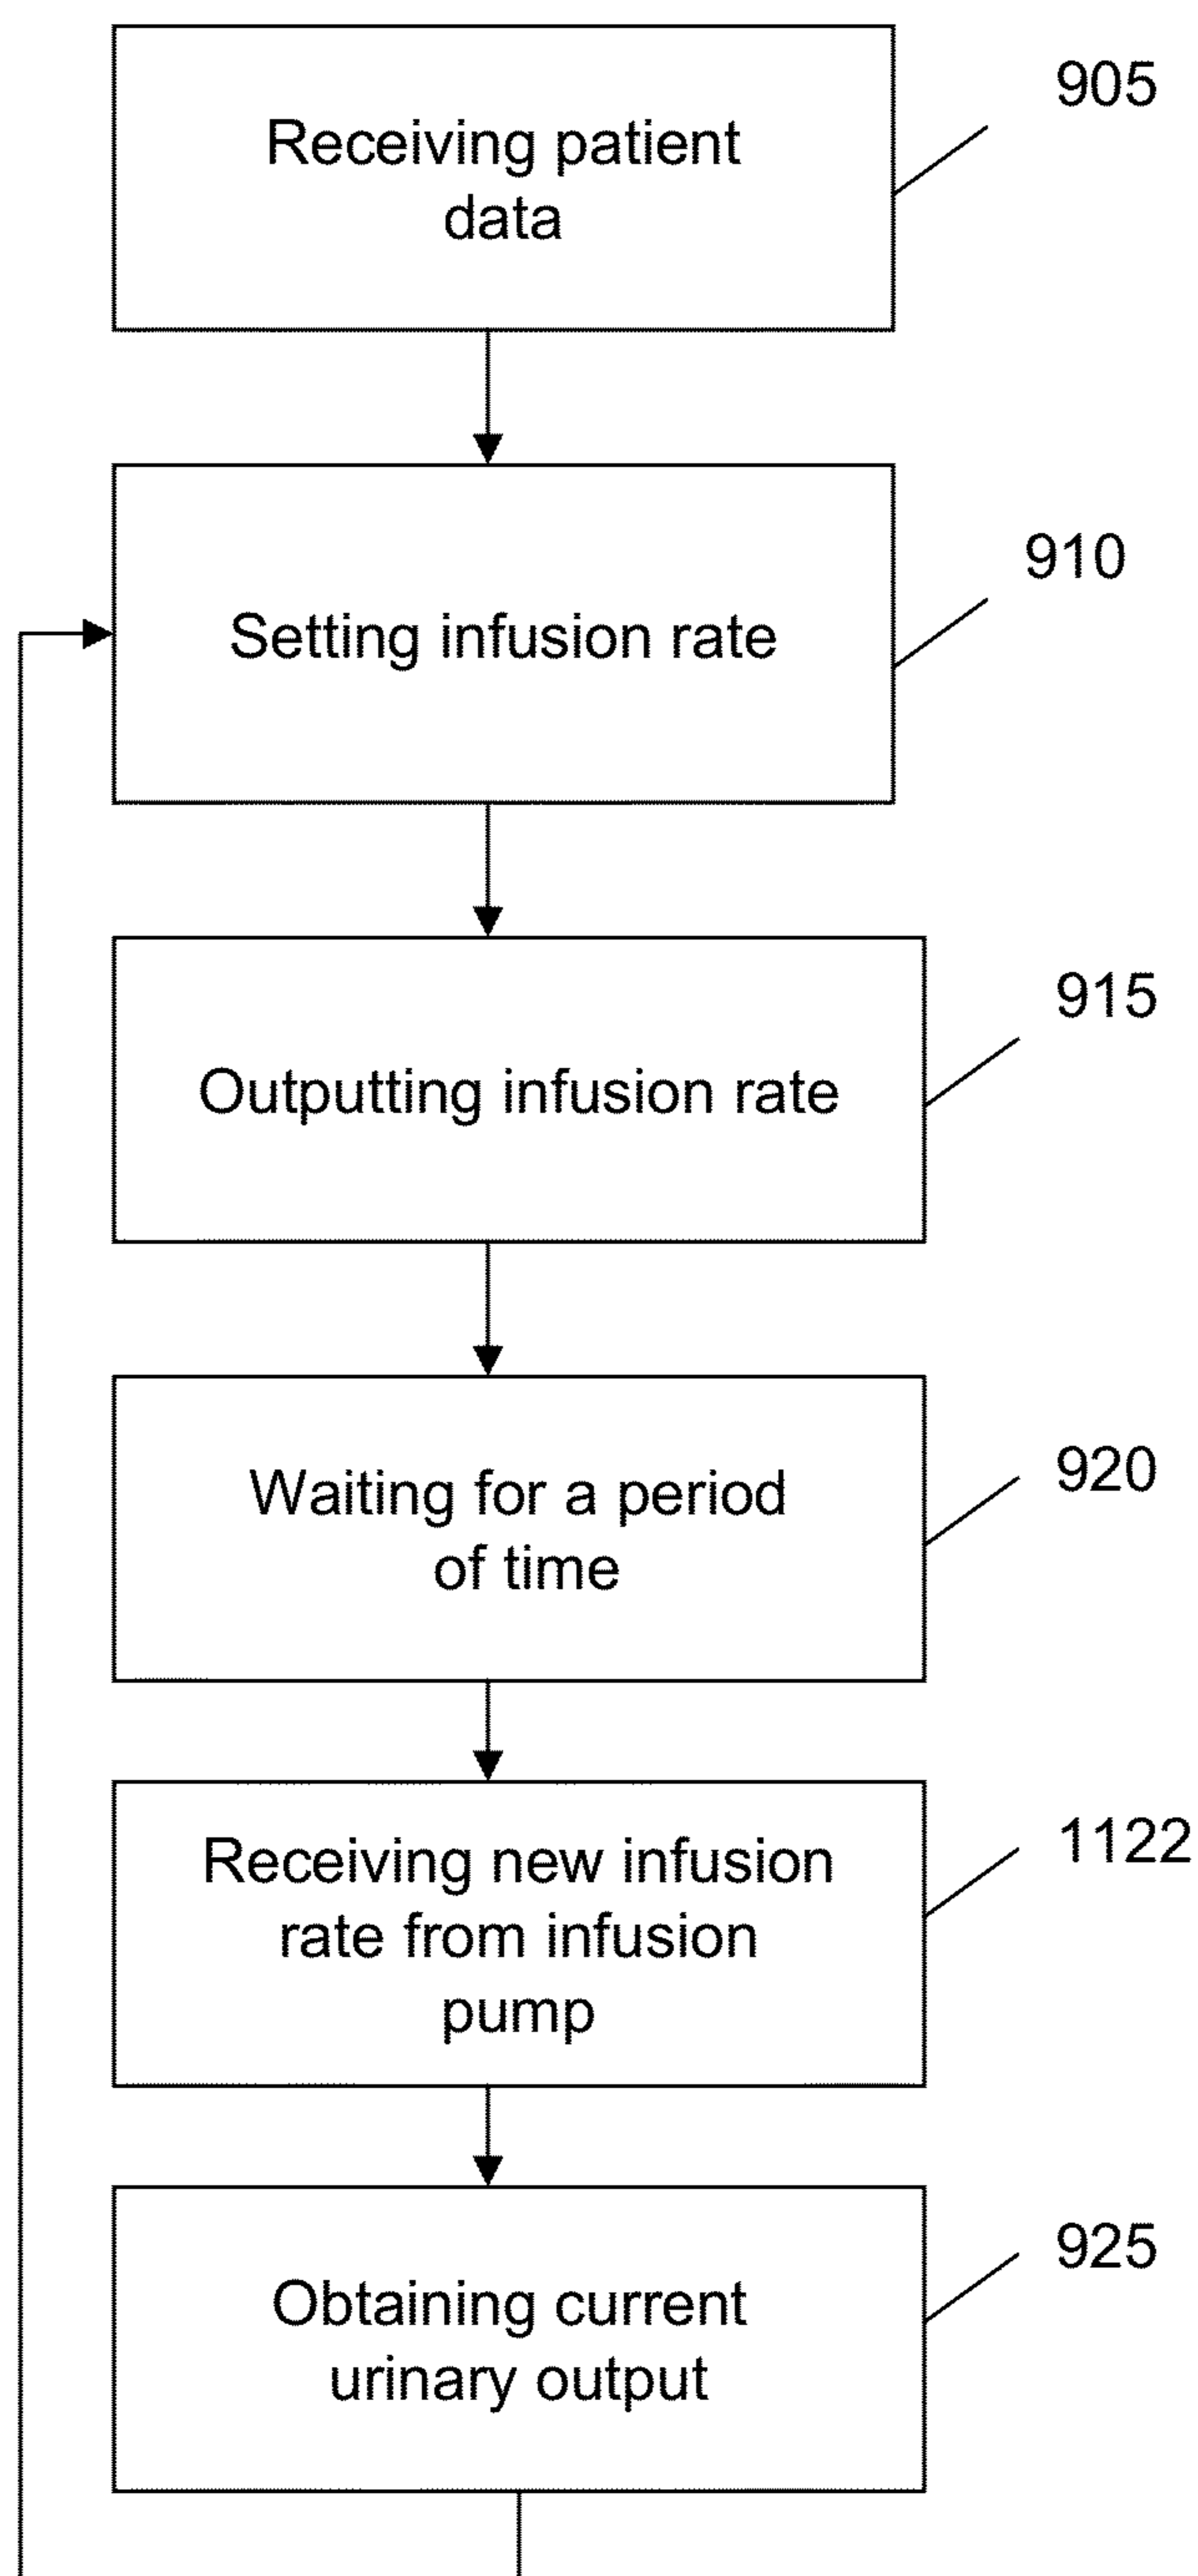 Receiving patient
data
905
Setting infusion rate
910
Outputting infusion rate
915
Waiting for a period
of time
920
Receiving new infusion
rate from infusion
pump
1122
Obtaining current
urinary output
925